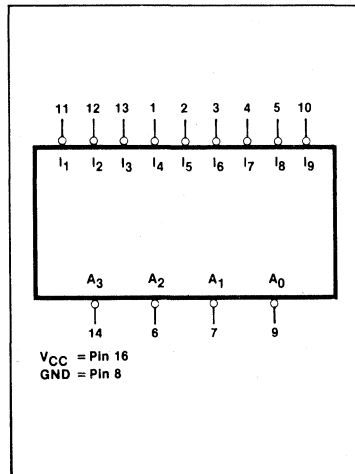 11 12 13 1 2 3 4 5 10
I1 I2 I3 I4 I5 I6 I7 I8 I9
A3 A2 A1 A0
14 6 7 9
VCC = Pin 16
GND = Pin 8